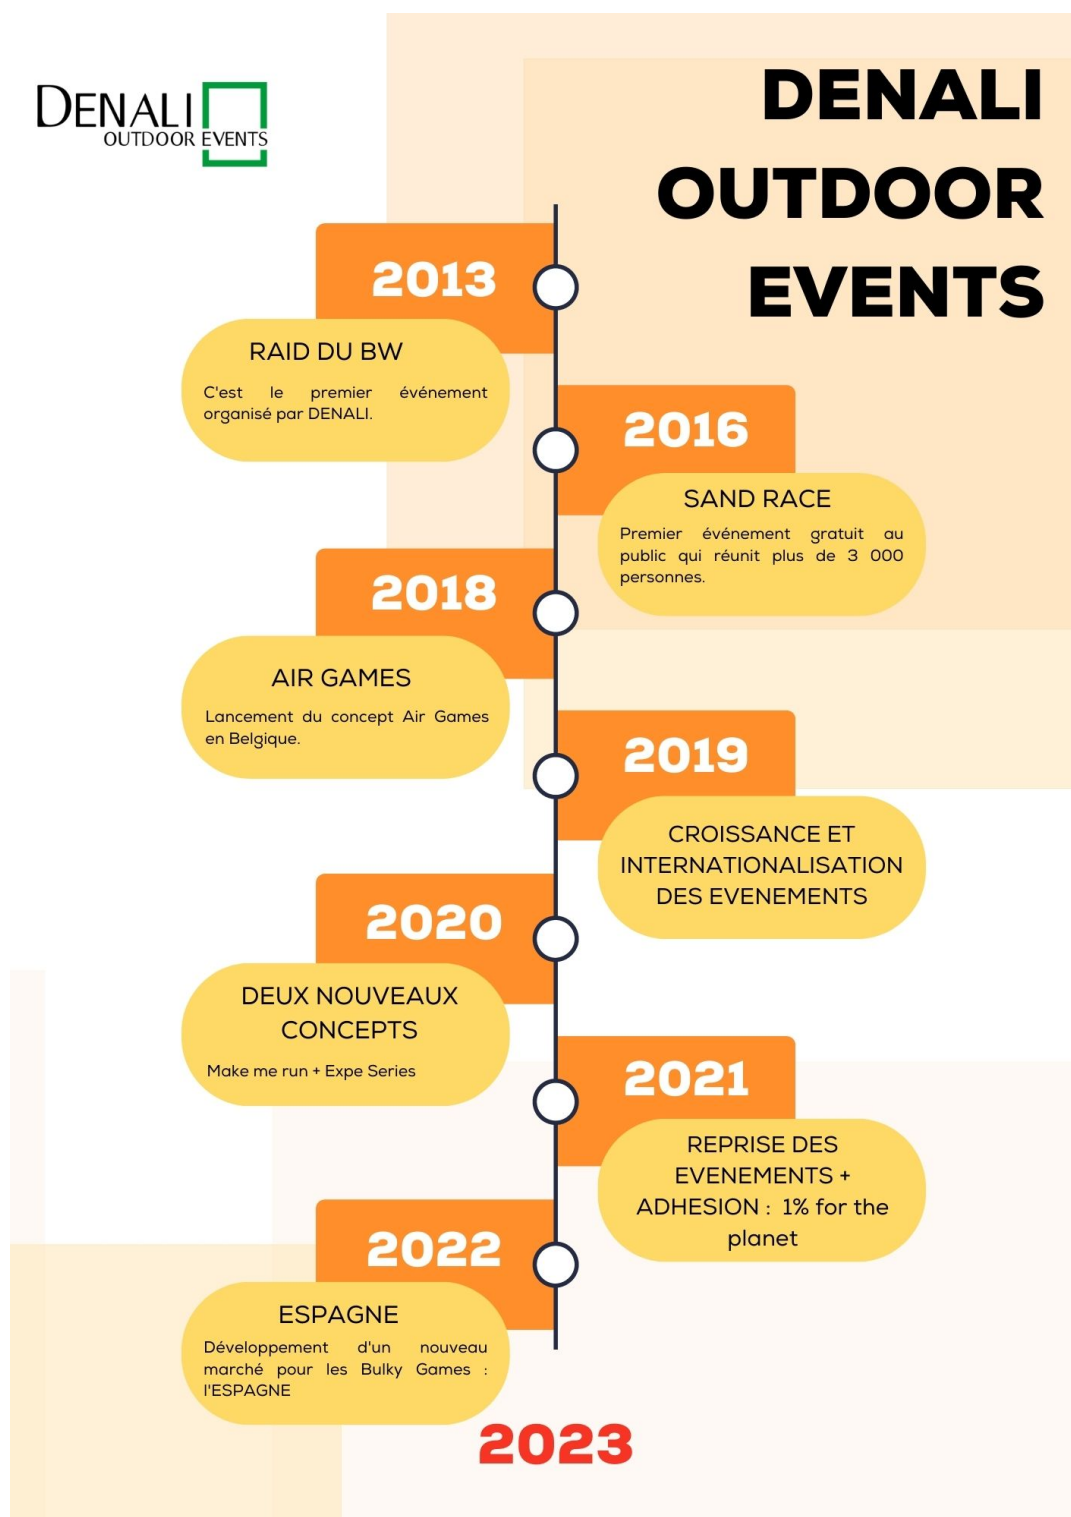 DENALI
OUTDOOR EVENTS
DENALI
OUTDOOR
EVENTS
2013
RAID DU BW
C'est le premier événement
organisé par DENALI.
2016
SAND RACE
Premier événement gratuit au
public qui réunit plus de 3 000
personnes.
2018
AIR GAMES
Lancement du concept Air Games
en Belgique.
2019
CROISSANCE ET
INTERNATIONALISATION
DES EVENEMENTS
2020
DEUX NOUVEAUX
CONCEPTS
Make me run + Expe Series
2021
REPRISE DES
EVENEMENTS +
ADHESION : 1% for the
planet
2022
ESPAGNE
Développement d'un nouveau
marché pour les Bulky Games :
l'ESPAGNE
2023